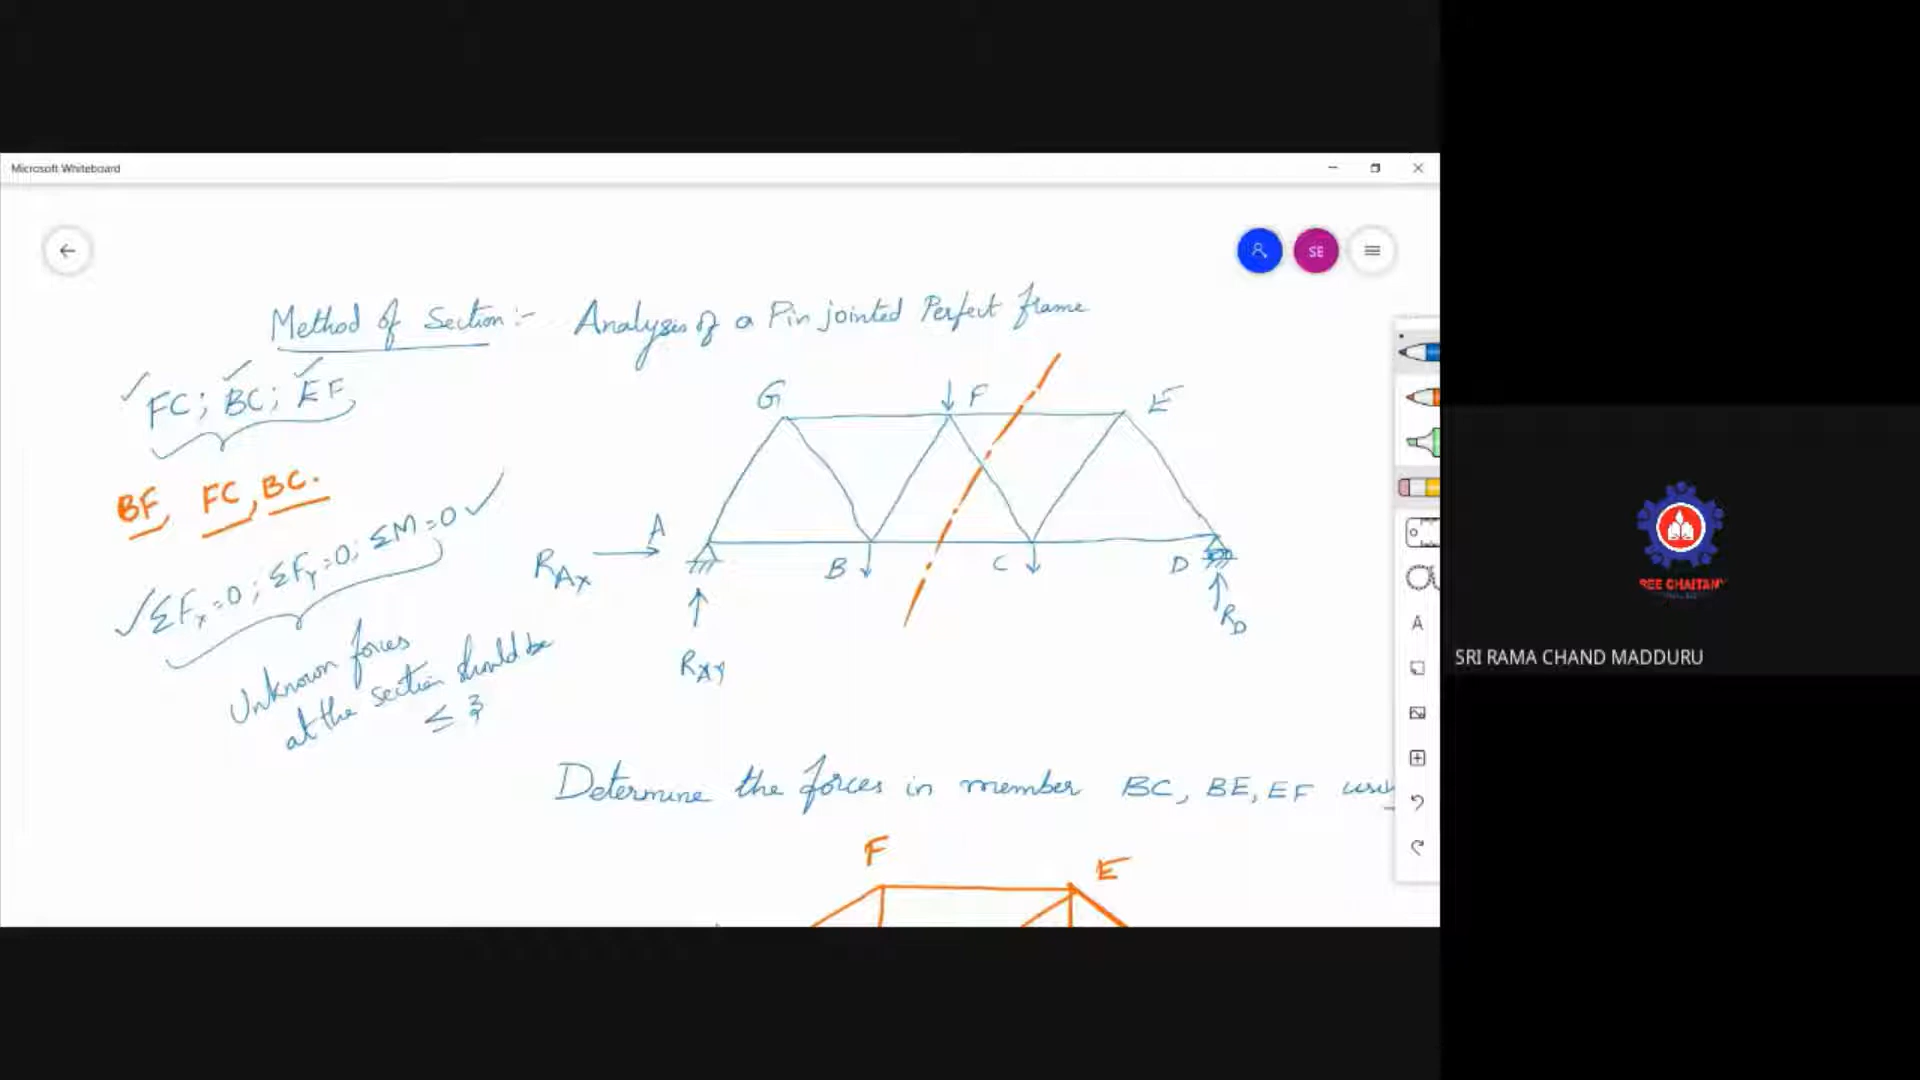 Microsoft Whiteboard
SE
Method of Section :- Analysis of a Pin jointed Perfect frame
FC; BC; EF
BF, FC, BC.
ΣFx=0; ΣFy=0; ΣM=0
Unknown forces
at the section should be
≤ 3
G F E
A B C D
RAx
RAy
RD
Determine the forces in member BC, BE, EF
F E
A
REE CHAITANY
SRI RAMA CHAND MADDURU